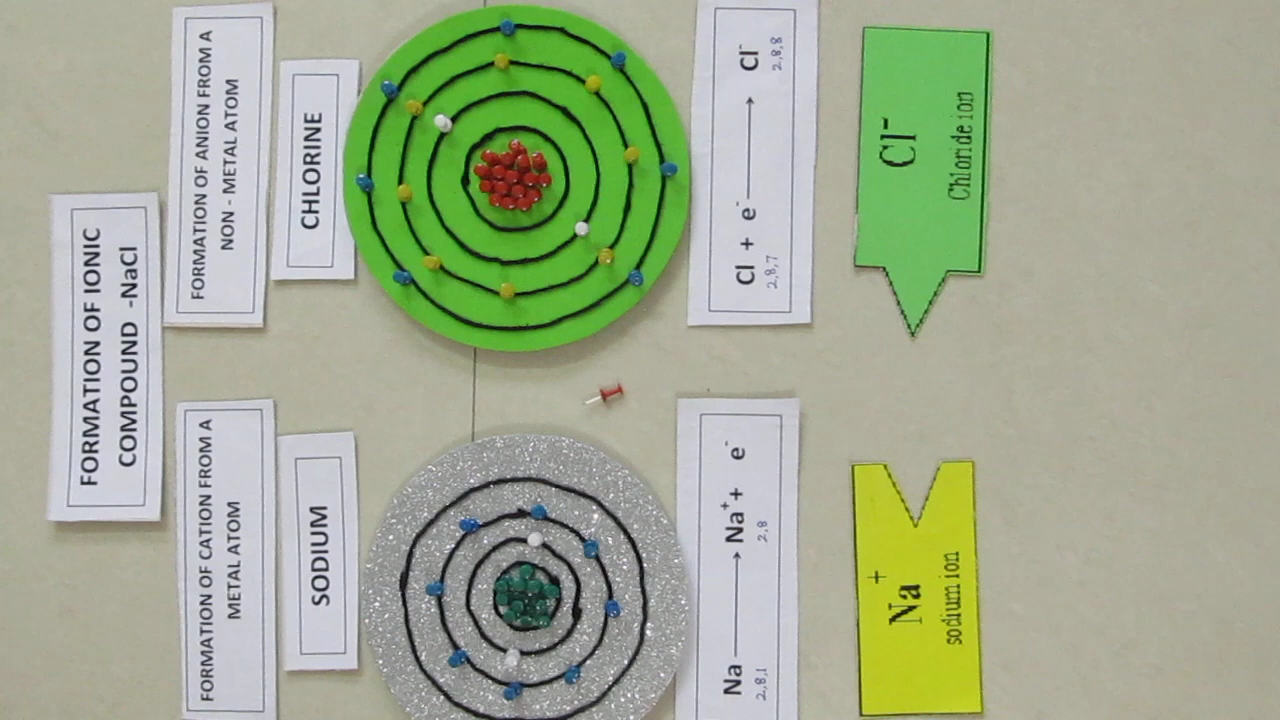 FORMATION OF IONIC
COMPOUND -NaCl
FORMATION OF CATION FROM A
METAL ATOM
FORMATION OF ANION FROM A
NON - METAL ATOM
SODIUM
CHLORINE
Na ⟶ Na⁺ + e⁻
2,8,1 2,8
Cl + e⁻ ⟶ Cl⁻
2,8,7 2,8,8
Na⁺
sodium ion
Cl⁻
Chloride ion